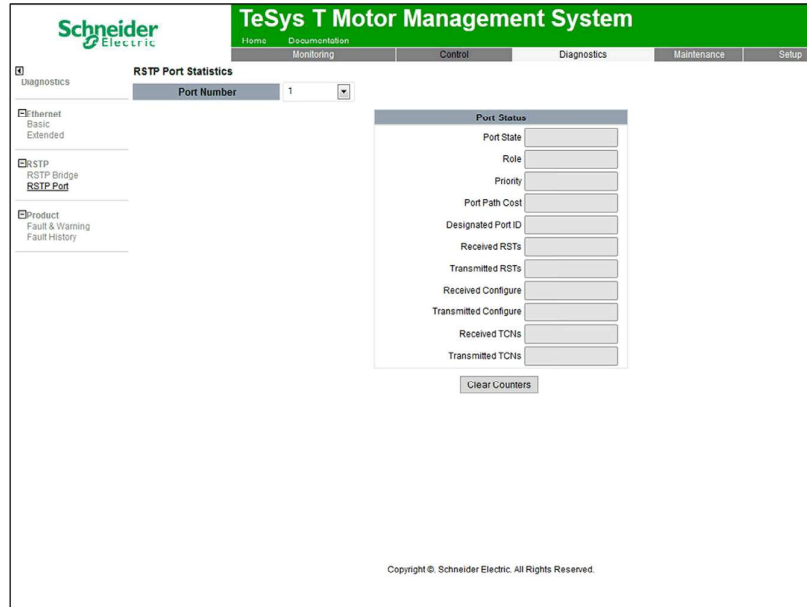 Schneider
Electric
TeSys T Motor Management System
Home Documentation
Monitoring Control Diagnostics Maintenance Setup
Diagnostics
Ethernet
Basic
Extended
RSTP
RSTP Bridge
RSTP Port
Product
Fault & Warning
Fault History
RSTP Port Statistics
Port Number 1
Port Status
Port State
Role
Priority
Port Path Cost
Designated Port ID
Received RSTs
Transmitted RSTs
Received Configure
Transmitted Configure
Received TCNs
Transmitted TCNs
Clear Counters
Copyright ©. Schneider Electric. All Rights Reserved.